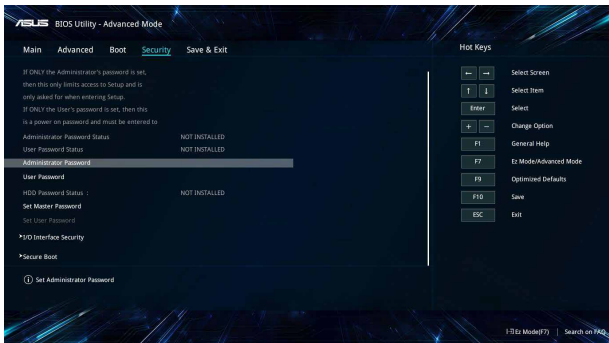 ASUS BIOS Utility - Advanced Mode
Main Advanced Boot Security Save & Exit
Hot Keys
If ONLY the Administrator's password is set,
then this only limits access to Setup and is
only asked for when entering Setup.
If ONLY the User's password is set, then this
is a power on password and must be entered to
Administrator Password Status NOT INSTALLED
User Password Status NOT INSTALLED
Administrator Password
User Password
HDD Password Status : NOT INSTALLED
Set Master Password
Set User Password
>I/O Interface Security
>Secure Boot
Set Administrator Password
← → Select Screen
↑ ↓ Select Item
Enter Select
+ − Change Option
F1 General Help
F7 Ez Mode/Advanced Mode
F9 Optimized Defaults
F10 Save
ESC Exit
Ez Mode(F7) | Search on FAQ